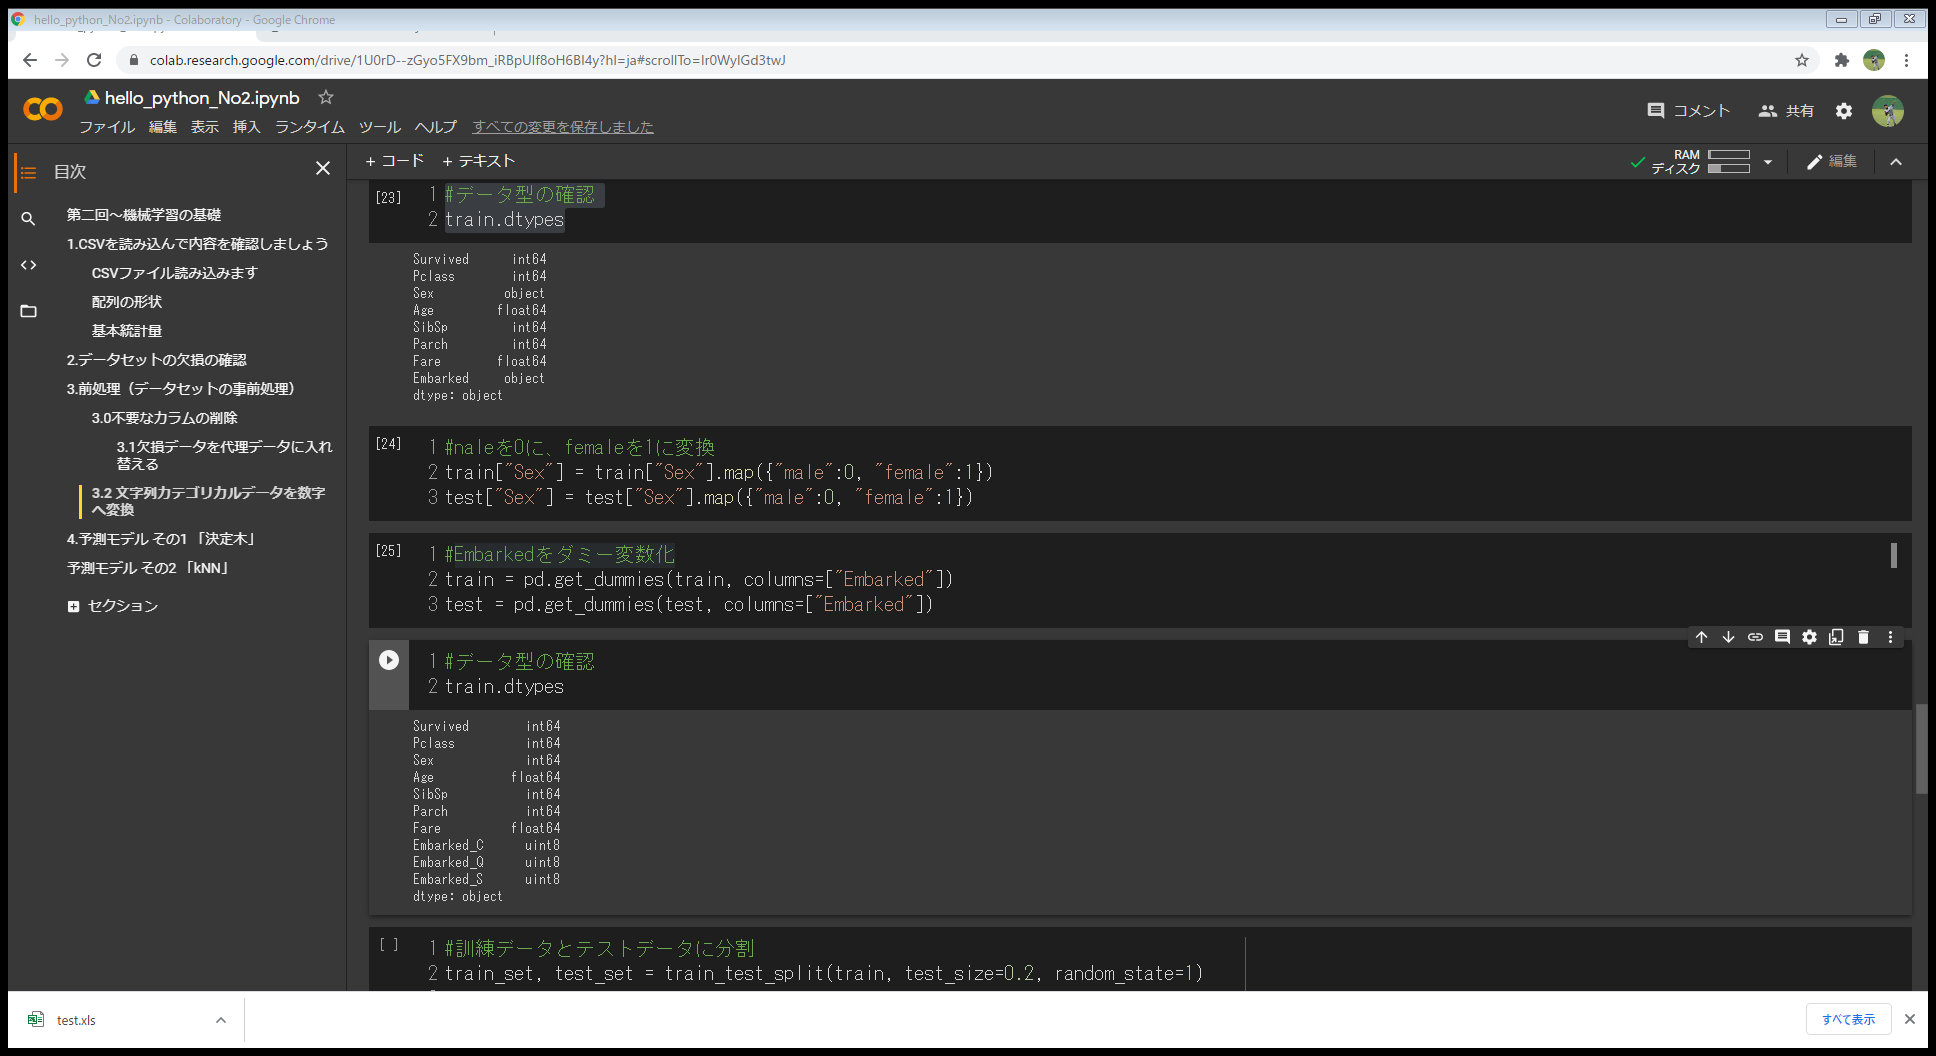 hello_python_No2.ipynb - Colaboratory - Google Chrome
colab.research.google.com/drive/1U0rD--zGyo5FX9bm_iRBpUIf8oH6BI4y?hl=ja#scrollTo=Ir0WyIGd3twJ
hello_python_No2.ipynb
コメント
共有
ファイル 編集 表示 挿入 ランタイム ツール ヘルプ すべての変更を保存しました
+ コード + テキスト
RAM
ディスク
編集
目次
第二回～機械学習の基礎
1.CSVを読み込んで内容を確認しましょう
CSVファイル読み込みます
配列の形状
基本統計量
2.データセットの欠損の確認
3.前処理（データセットの事前処理）
3.0不要なカラムの削除
3.1欠損データを代理データに入れ
替える
3.2 文字列カテゴリカルデータを数字
へ変換
4.予測モデル その1 「決定木」
予測モデル その2 「kNN」
セクション
[23]
1 #データ型の確認
2 train.dtypes
Survived int64
Pclass int64
Sex object
Age float64
SibSp int64
Parch int64
Fare float64
Embarked object
dtype: object
[24]
1 #naleを0に、femaleを1に変換
2 train["Sex"] = train["Sex"].map({"male":0, "female":1})
3 test["Sex"] = test["Sex"].map({"male":0, "female":1})
[25]
1 #Embarkedをダミー変数化
2 train = pd.get_dummies(train, columns=["Embarked"])
3 test = pd.get_dummies(test, columns=["Embarked"])
1 #データ型の確認
2 train.dtypes
Survived int64
Pclass int64
Sex int64
Age float64
SibSp int64
Parch int64
Fare float64
Embarked_C uint8
Embarked_Q uint8
Embarked_S uint8
dtype: object
[ ]
1 #訓練データとテストデータに分割
2 train_set, test_set = train_test_split(train, test_size=0.2, random_state=1)
test.xls
すべて表示